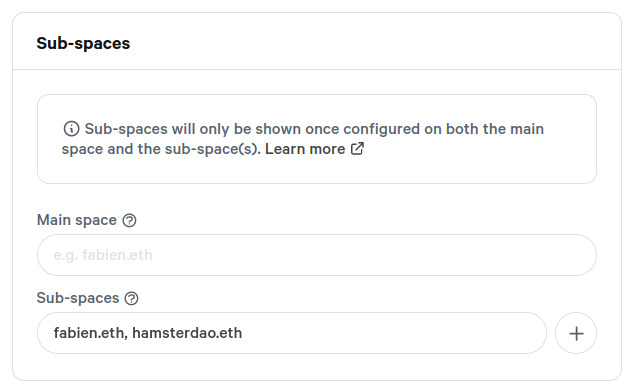 Sub-spaces
Sub-spaces will only be shown once configured on both the main
space and the sub-space(s). Learn more
Main space
e.g. fabien.eth
Sub-spaces
fabien.eth, hamsterdao.eth